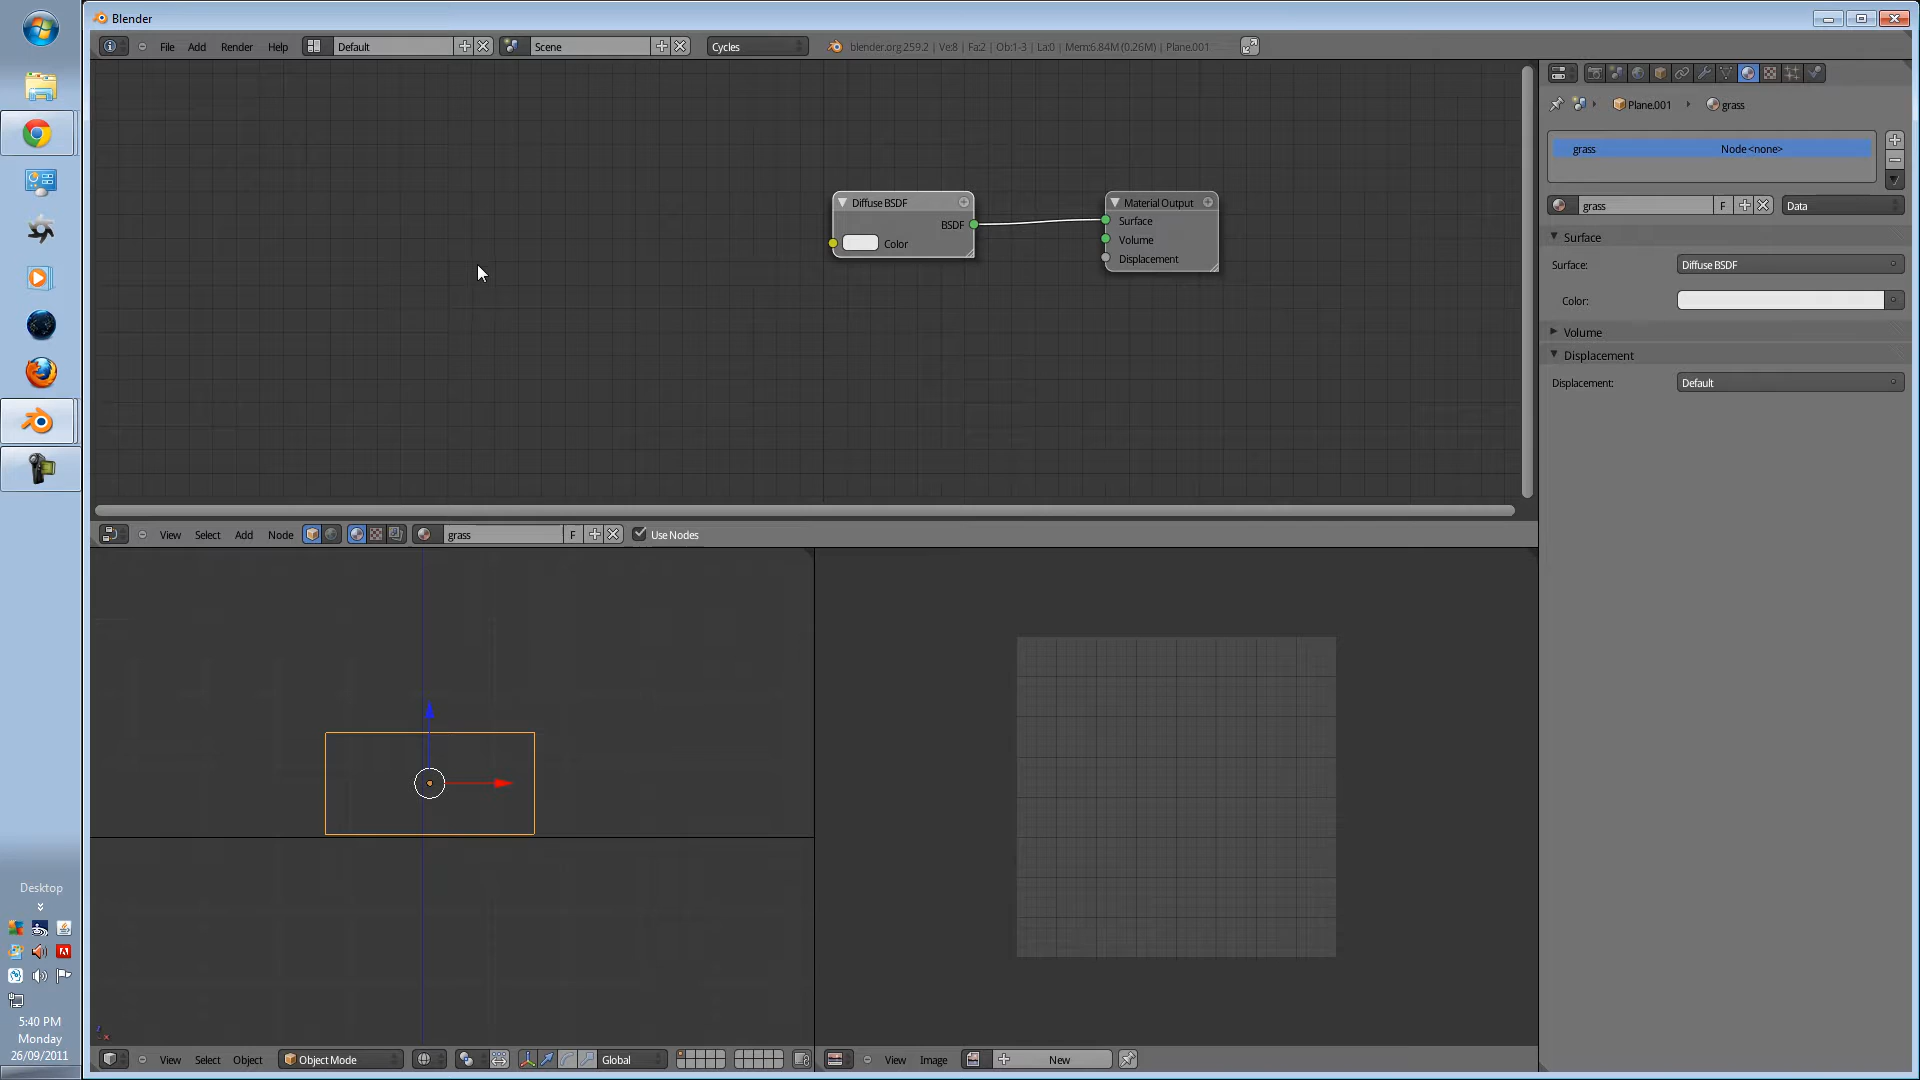 Blender
File Add Render Help Default Scene Cycles blender.org 259.2 | Ve:8 | Fa:2 | Ob:1-3 | La:0 | Mem:6.84M (0.26M) | Plane.001
Plane.001 grass
grass Node <none>
grass F Data
Surface
Surface: Diffuse BSDF
Color:
Volume
Displacement
Displacement: Default
Diffuse BSDF
BSDF
Color
Material Output
Surface
Volume
Displacement
View Select Add Node grass F Use Nodes
View Select Object Object Mode Global
View Image New
Desktop
5:40 PM
Monday
26/09/2011